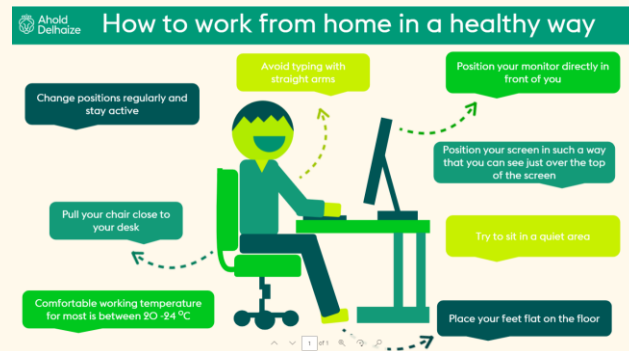 Ahold
Delhaize
How to work from home in a healthy way
Avoid typing with
straight arms
Position your monitor directly in
front of you
Change positions regularly and
stay active
Position your screen in such a way
that you can see just over the top
of the screen
Pull your chair close to
your desk
Try to sit in a quiet area
Comfortable working temperature
for most is between 20 -24 °C
Place your feet flat on the floor
1 of 1